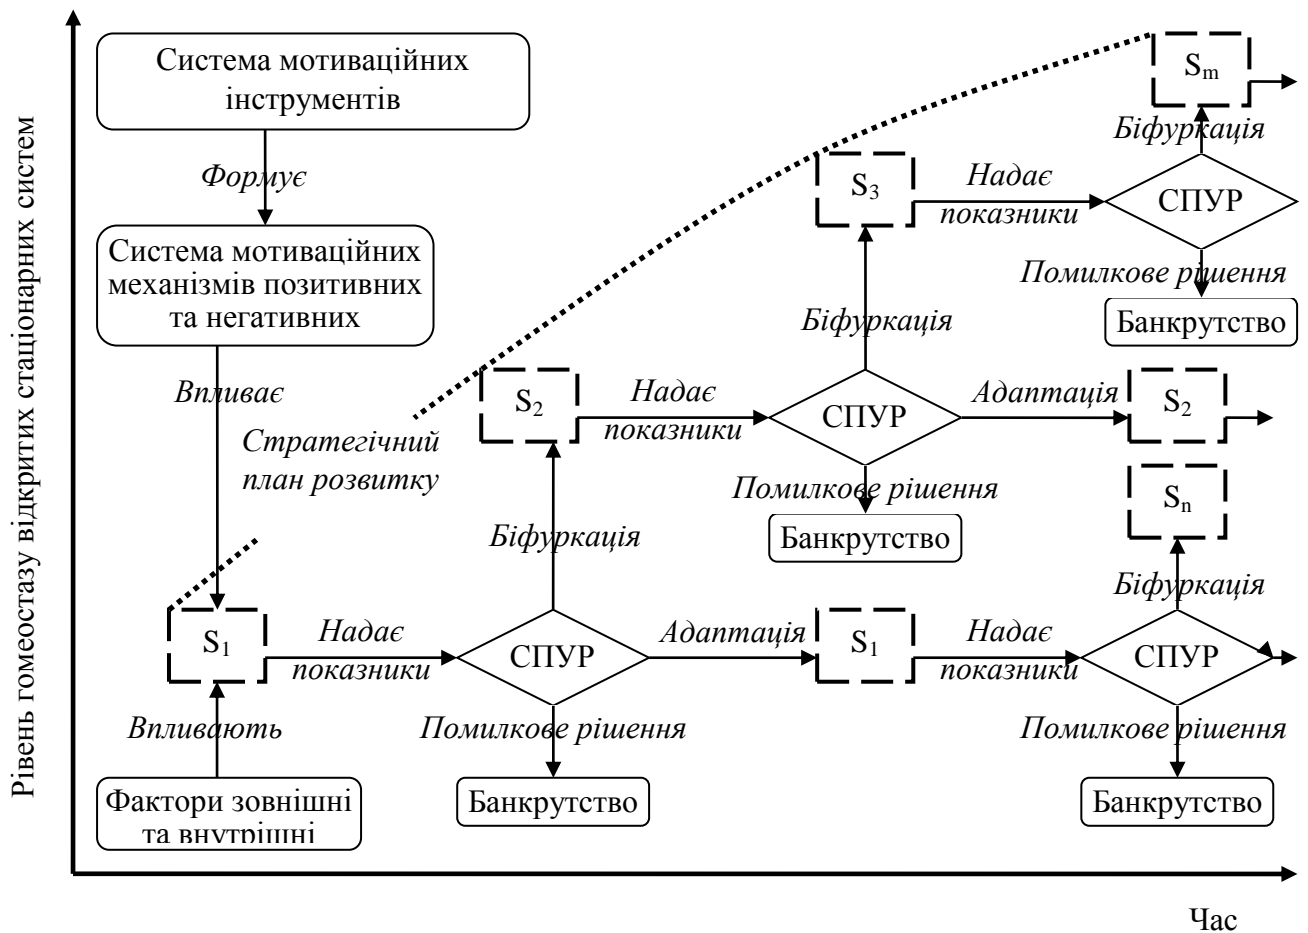 Рівень гомеостазу відкритих стаціонарних систем
Система мотиваційних
інструментів
Формує
Система мотиваційних
механізмів позитивних
та негативних
Впливає
Стратегічний
план розвитку
S1
Надає
показники
СПУР
Впливають
Фактори зовнішні
та внутрішні
Біфуркація
Помилкове рішення
Банкрутство
Адаптація
S1
Надає
показники
СПУР
Біфуркація
Sn
Помилкове рішення
Банкрутство
S2
Надає
показники
СПУР
Біфуркація
Помилкове рішення
Банкрутство
Адаптація
S2
S3
Надає
показники
СПУР
Біфуркація
Sm
Помилкове рішення
Банкрутство
Час